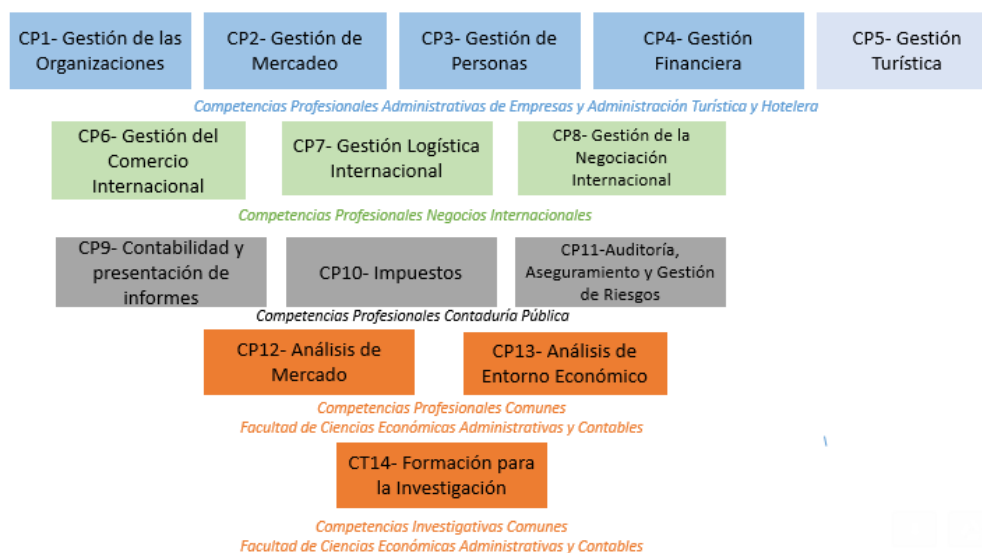 CP1- Gestión de las
Organizaciones
CP2- Gestión de
Mercadeo
CP3- Gestión de
Personas
CP4- Gestión
Financiera
CP5- Gestión
Turística
Competencias Profesionales Administrativas de Empresas y Administración Turística y Hotelera
CP6- Gestión del
Comercio
Internacional
CP7- Gestión Logística
Internacional
CP8- Gestión de la
Negociación
Internacional
Competencias Profesionales Negocios Internacionales
CP9- Contabilidad y
presentación de
informes
CP10- Impuestos
CP11-Auditoría,
Aseguramiento y Gestión
de Riesgos
Competencias Profesionales Contaduría Pública
CP12- Análisis de
Mercado
CP13- Análisis de
Entorno Económico
Competencias Profesionales Comunes
Facultad de Ciencias Económicas Administrativas y Contables
CT14- Formación para
la Investigación
Competencias Investigativas Comunes
Facultad de Ciencias Económicas Administrativas y Contables